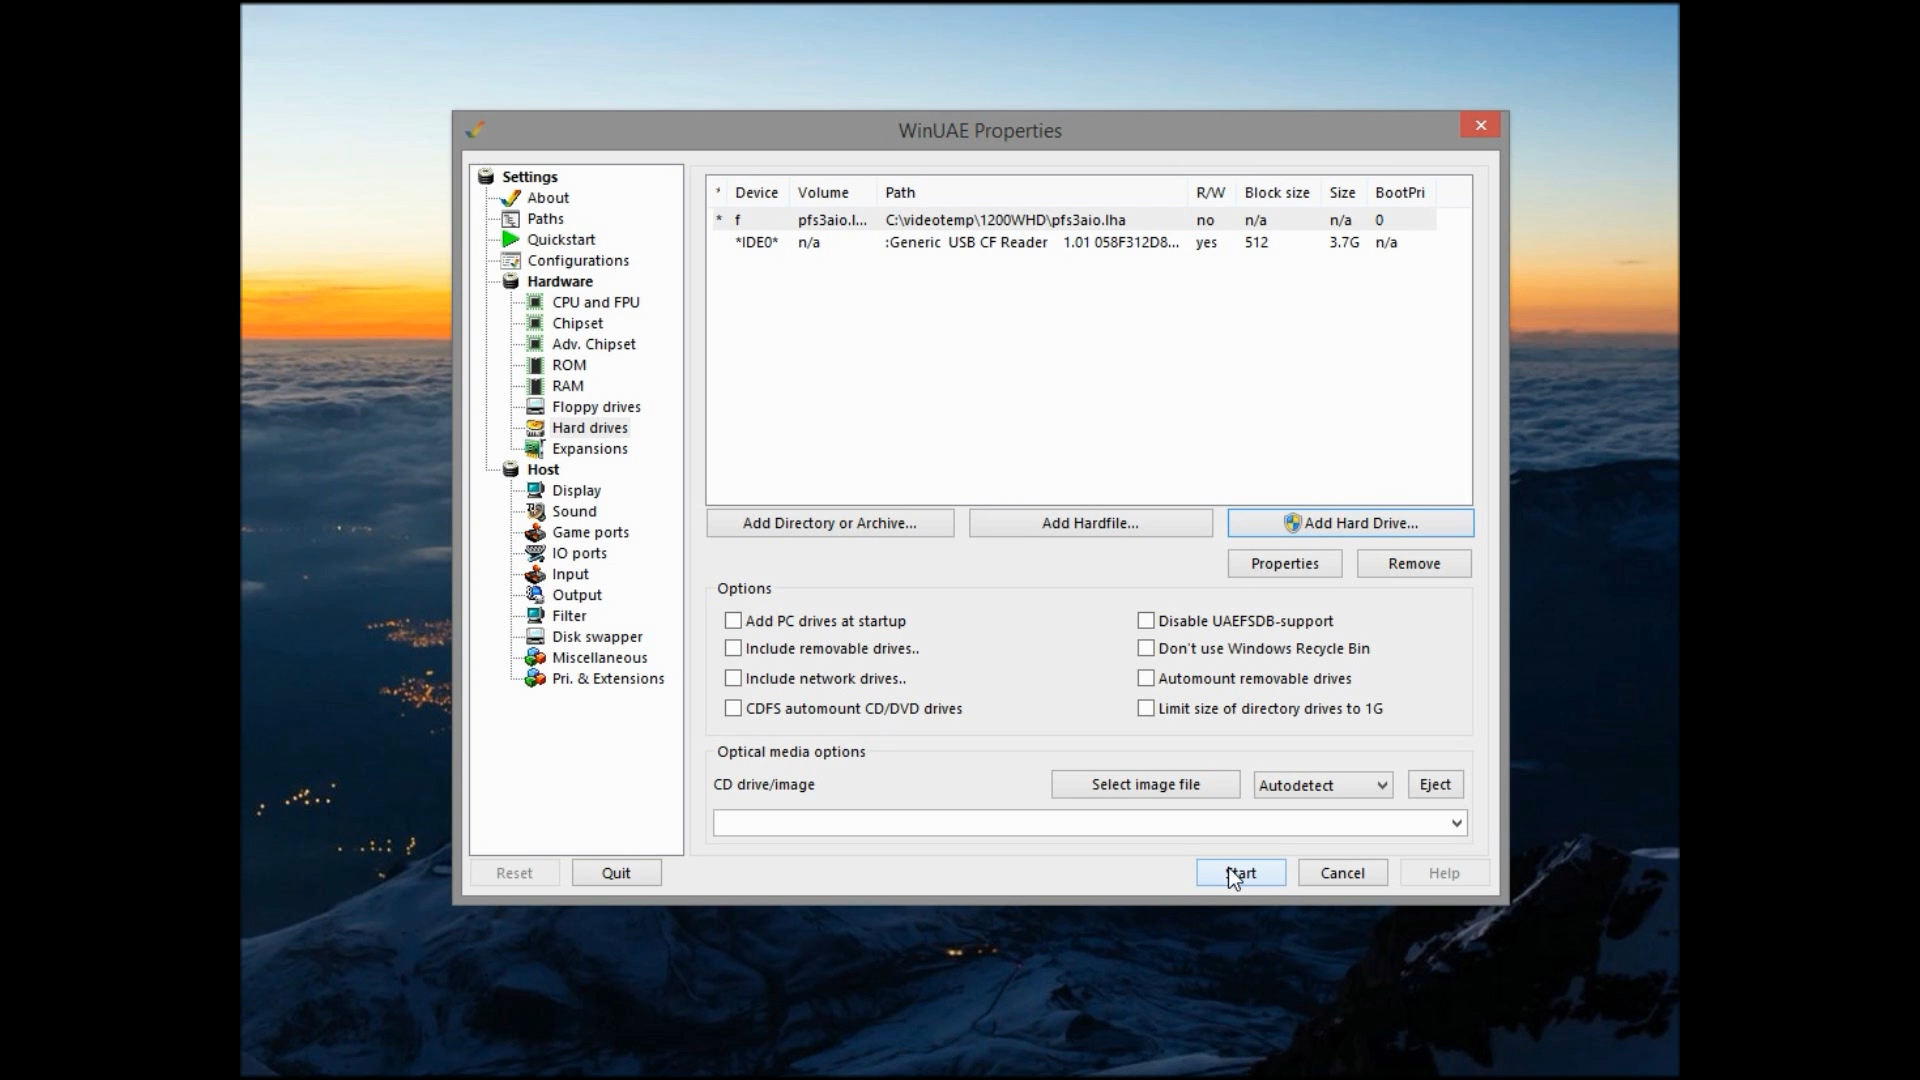 WinUAE Properties
Settings
About
Paths
Quickstart
Configurations
Hardware
CPU and FPU
Chipset
Adv. Chipset
ROM
RAM
Floppy drives
Hard drives
Expansions
Host
Display
Sound
Game ports
IO ports
Input
Output
Filter
Disk swapper
Miscellaneous
Pri. & Extensions
* Device Volume Path R/W Block size Size BootPri
* f pfs3aio.l... C:\videotemp\1200WHD\pfs3aio.lha no n/a n/a 0
*IDE0* n/a :Generic USB CF Reader 1.01 058F312D8... yes 512 3.7G n/a
Add Directory or Archive... Add Hardfile... Add Hard Drive...
Properties Remove
Options
Add PC drives at startup Disable UAEFSDB-support
Include removable drives.. Don't use Windows Recycle Bin
Include network drives.. Automount removable drives
CDFS automount CD/DVD drives Limit size of directory drives to 1G
Optical media options
CD drive/image Select image file Autodetect Eject
Reset Quit Start Cancel Help